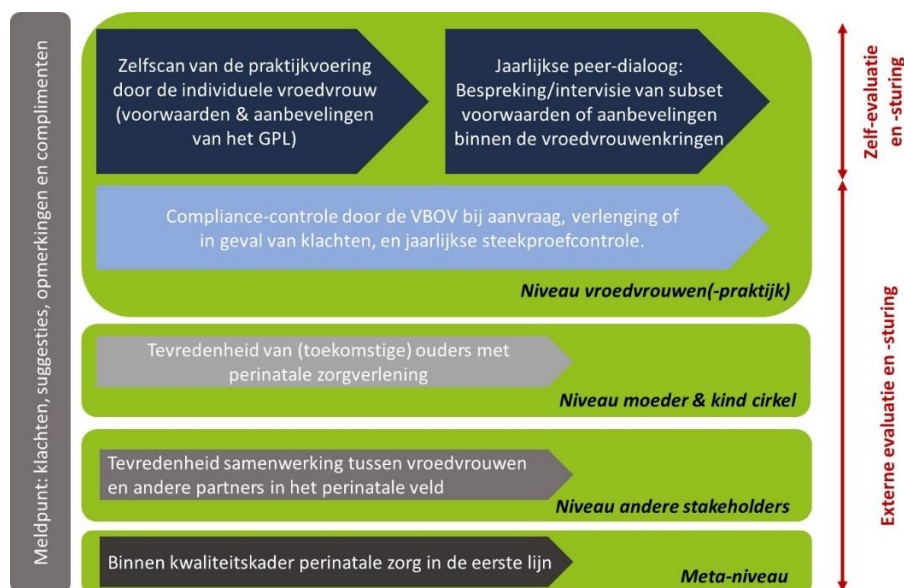 Meldpunt: klachten, suggesties, opmerkingen en complimenten
Zelfscan van de praktijkvoering
door de individuele vroedvrouw
(voorwaarden & aanbevelingen
van het GPL)
Jaarlijkse peer-dialoog:
Bespreking/intervisie van subset
voorwaarden of aanbevelingen
binnen de vroedvrouwenkringen
Compliance-controle door de VBOV bij aanvraag, verlenging of
in geval van klachten, en jaarlijkse steekproefcontrole.
Niveau vroedvrouwen(-praktijk)
Tevredenheid van (toekomstige) ouders met
perinatale zorgverlening
Niveau moeder & kind cirkel
Tevredenheid samenwerking tussen vroedvrouwen
en andere partners in het perinatale veld
Niveau andere stakeholders
Binnen kwaliteitskader perinatale zorg in de eerste lijn
Meta-niveau
Zelf-evaluatie
en -sturing
Externe evaluatie en -sturing